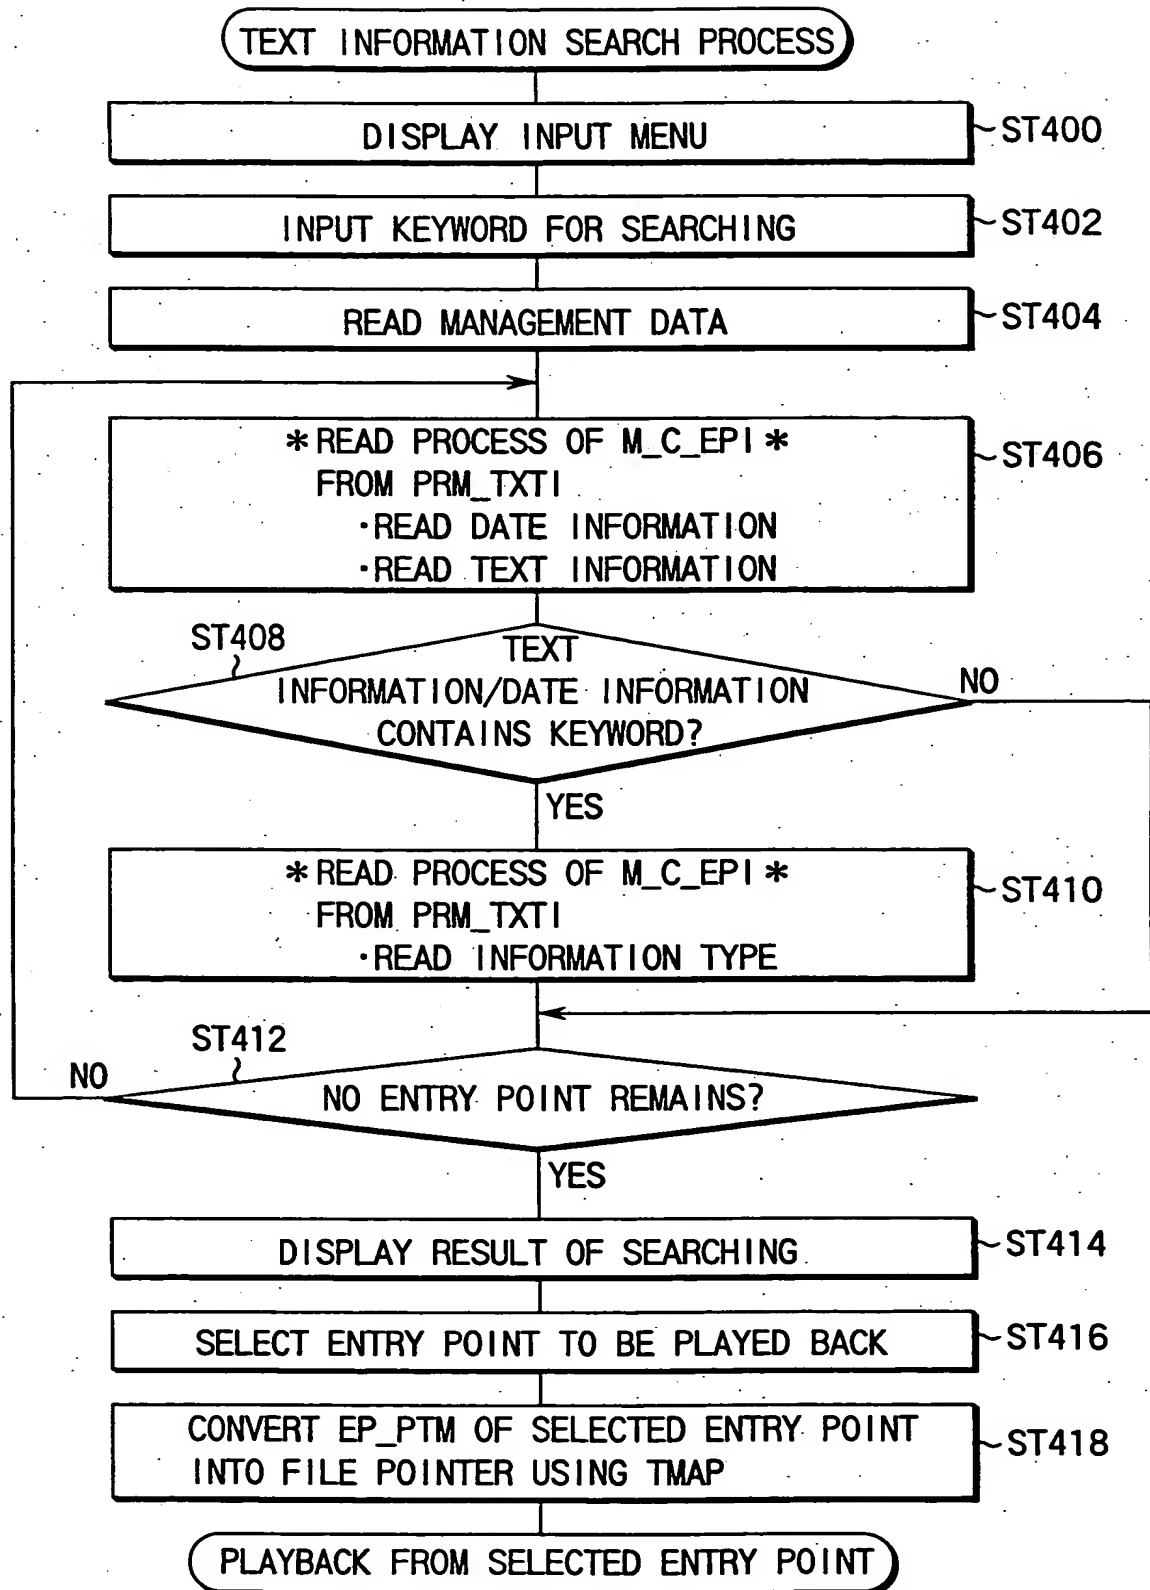 TEXT INFORMATION SEARCH PROCESS
DISPLAY INPUT MENU
ST400
INPUT KEYWORD FOR SEARCHING
ST402
READ MANAGEMENT DATA
ST404
*READ PROCESS OF M_C_EPI*
FROM PRM_TXTI
·READ DATE INFORMATION
·READ TEXT INFORMATION
ST406
ST408
TEXT
INFORMATION/DATE INFORMATION
CONTAINS KEYWORD?
NO
YES
*READ PROCESS OF M_C_EPI*
FROM PRM_TXTI
·READ INFORMATION TYPE
ST410
ST412
NO
NO ENTRY POINT REMAINS?
YES
DISPLAY RESULT OF SEARCHING
ST414
SELECT ENTRY POINT TO BE PLAYED BACK
ST416
CONVERT EP_PTM OF SELECTED ENTRY POINT
INTO FILE POINTER USING TMAP
ST418
PLAYBACK FROM SELECTED ENTRY POINT